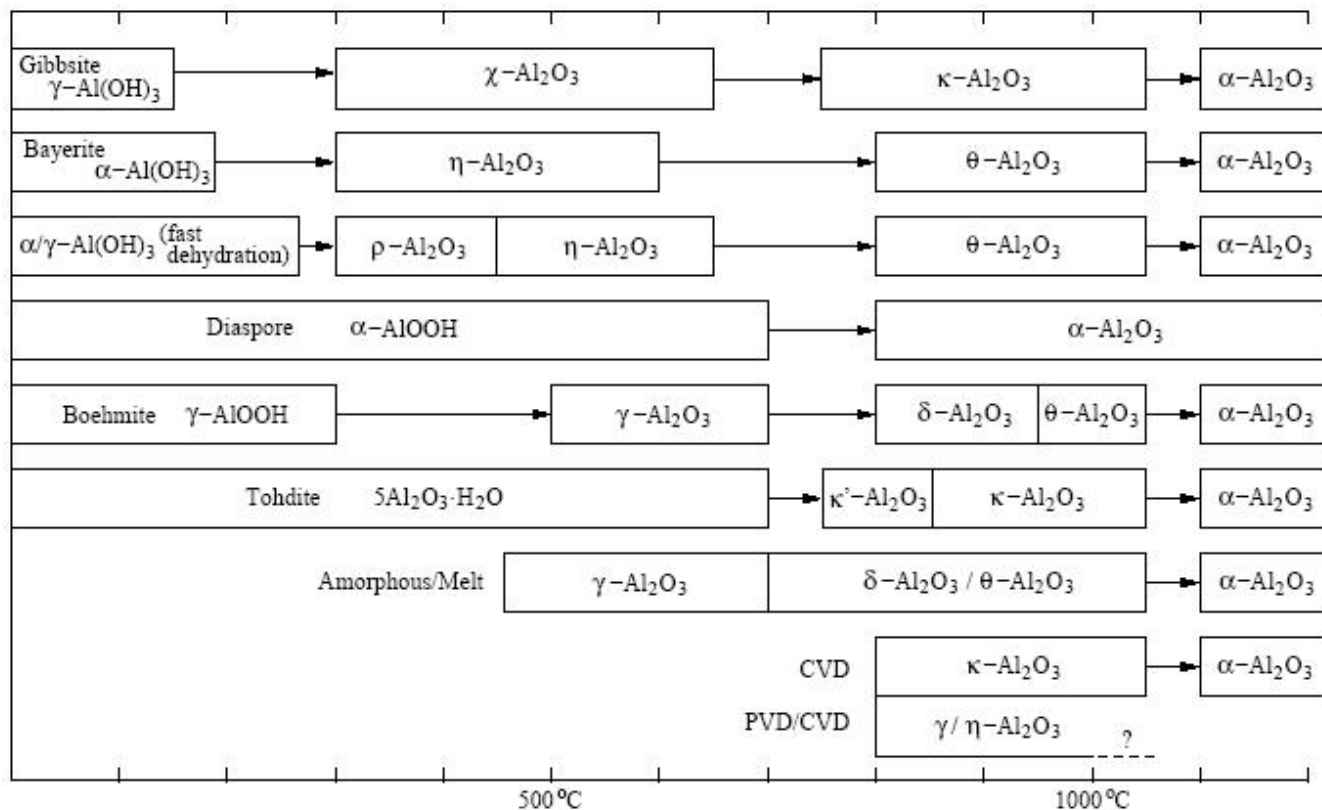 Gibbsite
γ−Al(OH)₃
χ−Al₂O₃
κ−Al₂O₃
α−Al₂O₃
Bayerite
α−Al(OH)₃
η−Al₂O₃
θ−Al₂O₃
α−Al₂O₃
α/γ−Al(OH)₃ (fast
dehydration)
ρ−Al₂O₃
η−Al₂O₃
θ−Al₂O₃
α−Al₂O₃
Diaspore α−AlOOH
α−Al₂O₃
Boehmite γ−AlOOH
γ−Al₂O₃
δ−Al₂O₃
θ−Al₂O₃
α−Al₂O₃
Tohdite 5Al₂O₃·H₂O
κ’−Al₂O₃
κ−Al₂O₃
α−Al₂O₃
Amorphous/Melt
γ−Al₂O₃
δ−Al₂O₃ / θ−Al₂O₃
α−Al₂O₃
CVD
κ−Al₂O₃
α−Al₂O₃
PVD/CVD
γ/ η−Al₂O₃
?
500°C
1000°C